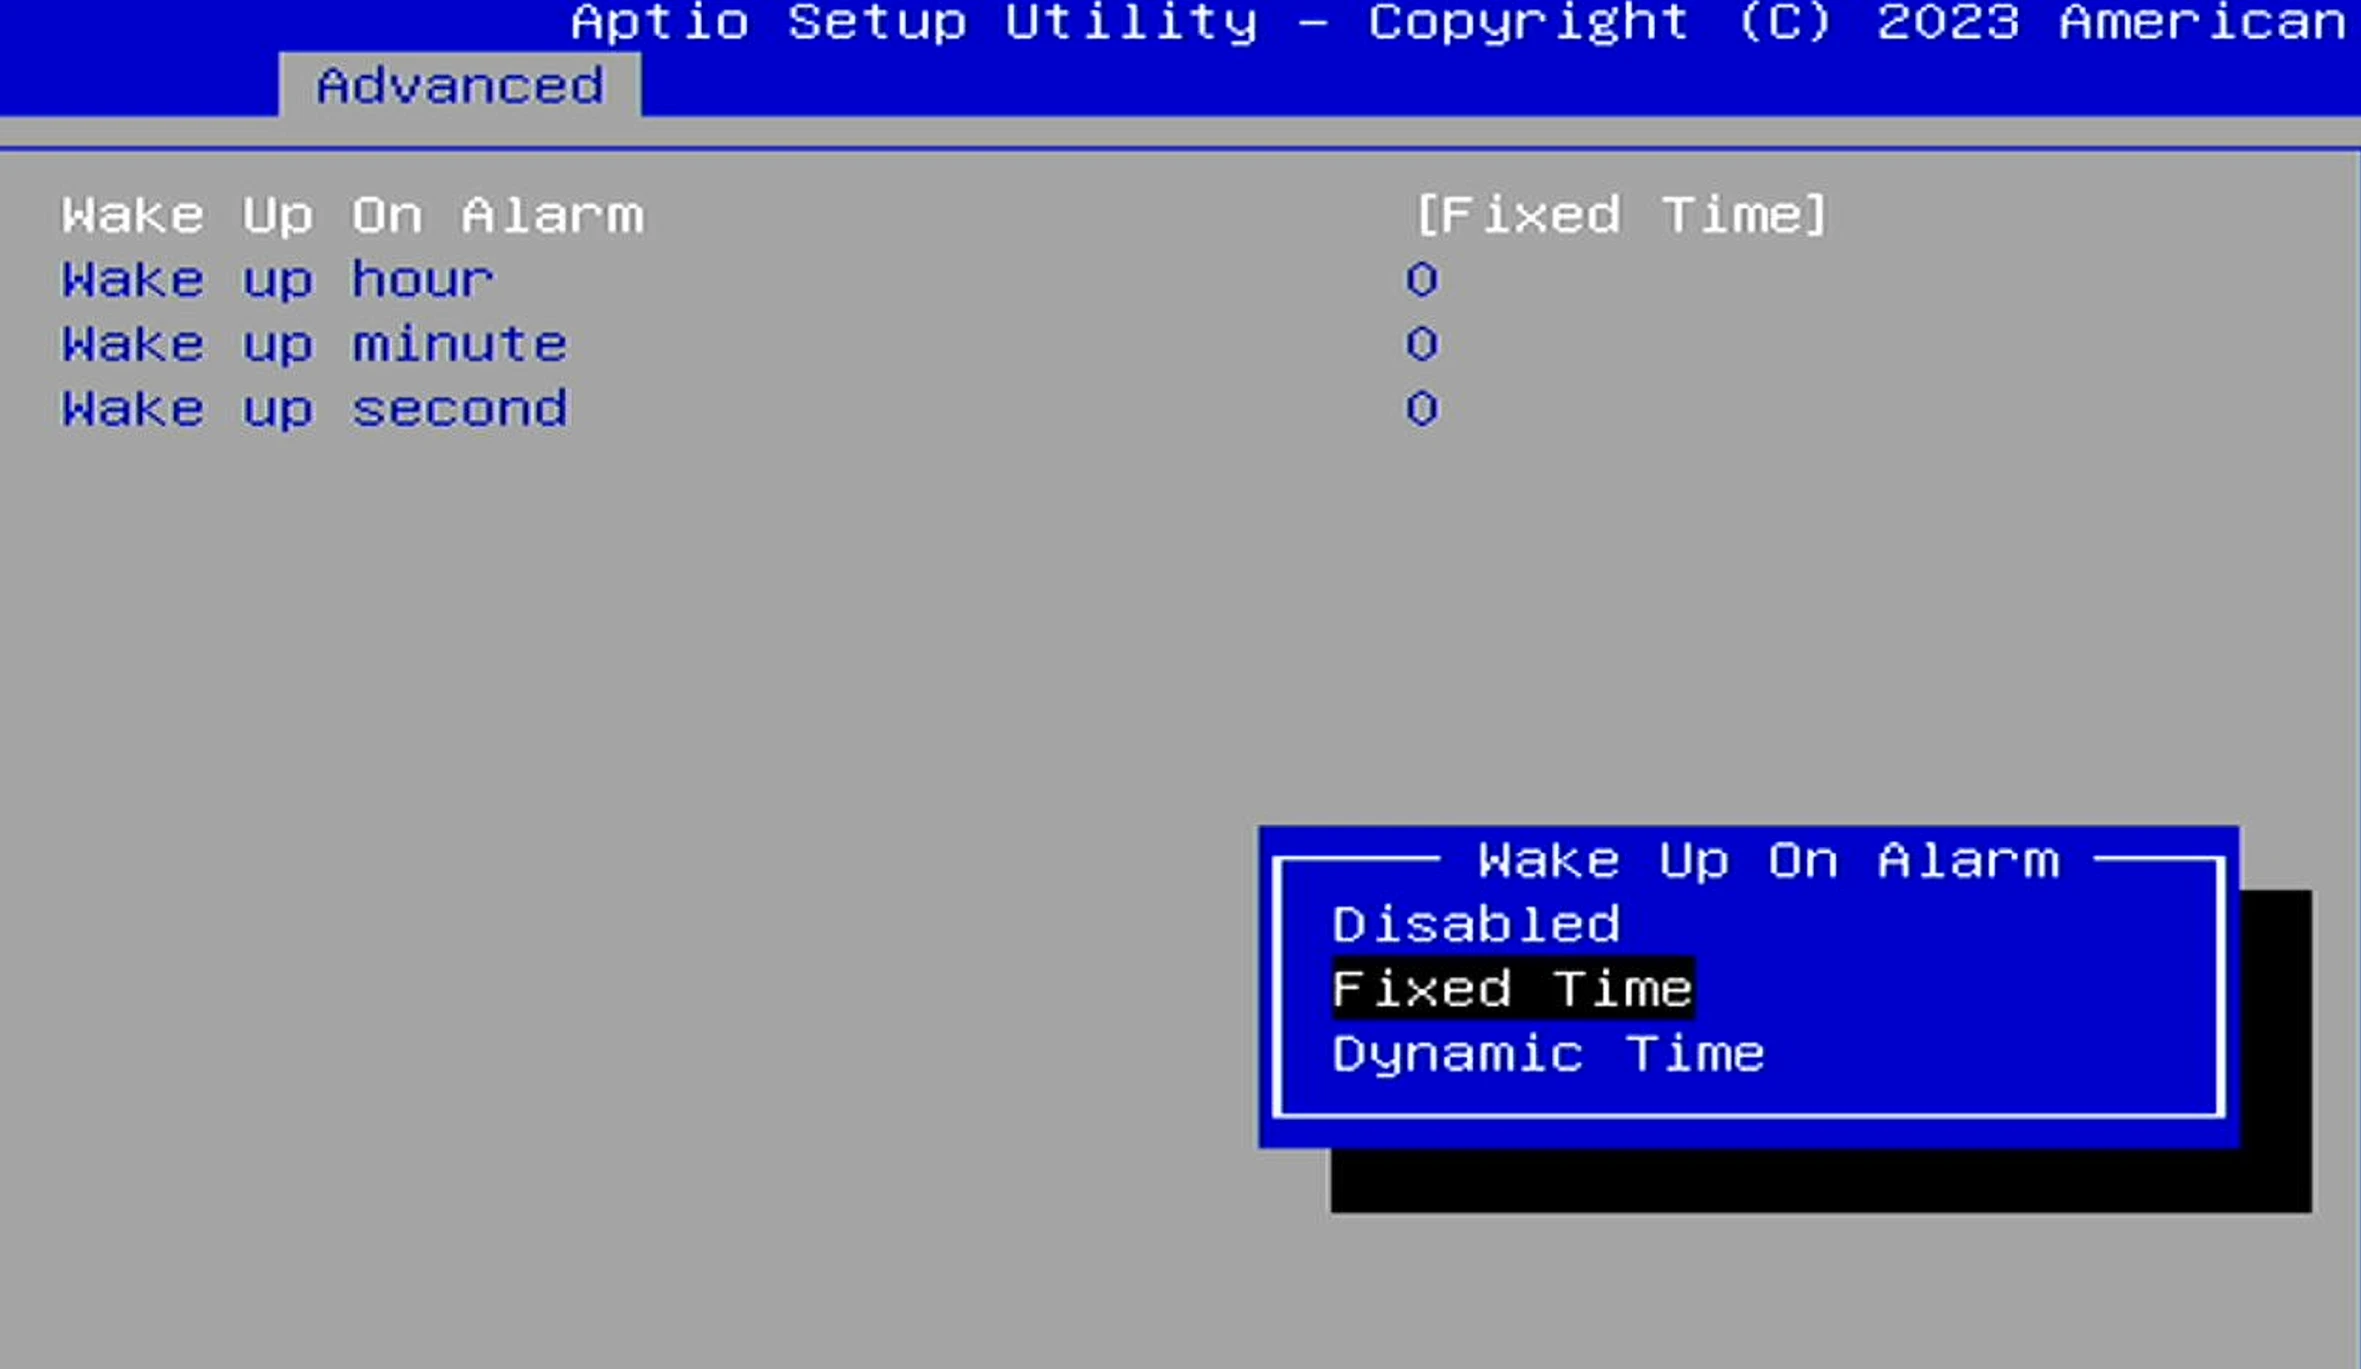 Aptio Setup Utility – Copyright (C) 2023 American
Advanced
Wake Up On Alarm [Fixed Time]
Wake up hour 0
Wake up minute 0
Wake up second 0
Wake Up On Alarm
Disabled
Fixed Time
Dynamic Time